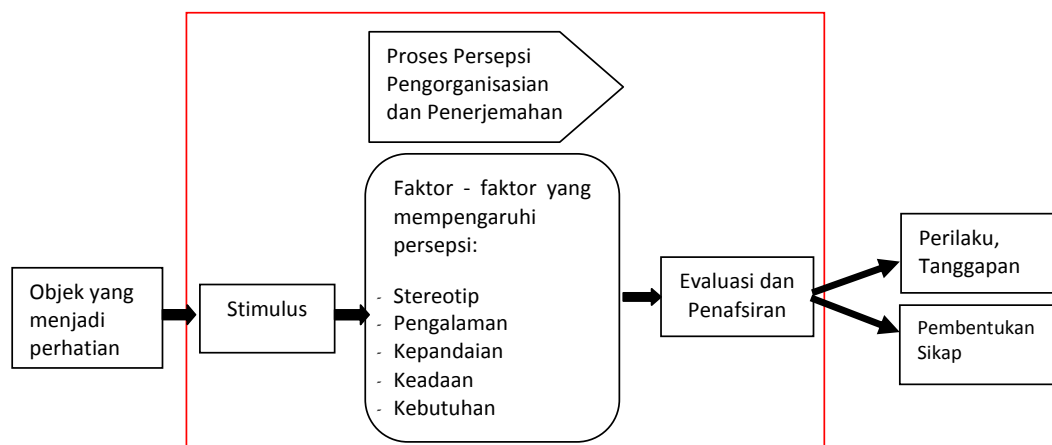 Proses Persepsi
Pengorganisasian
dan Penerjemahan
Faktor - faktor yang
mempengaruhi
persepsi:
- Stereotip
- Pengalaman
- Kepandaian
- Keadaan
- Kebutuhan
Objek yang
menjadi
perhatian
Stimulus
Evaluasi dan
Penafsiran
Perilaku,
Tanggapan
Pembentukan
Sikap